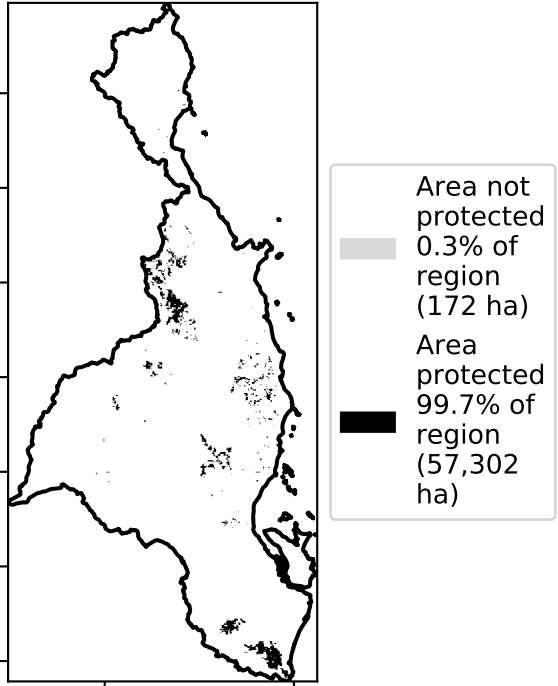 Area not
protected
0.3% of
region
(172 ha)
Area
protected
99.7% of
region
(57,302
ha)